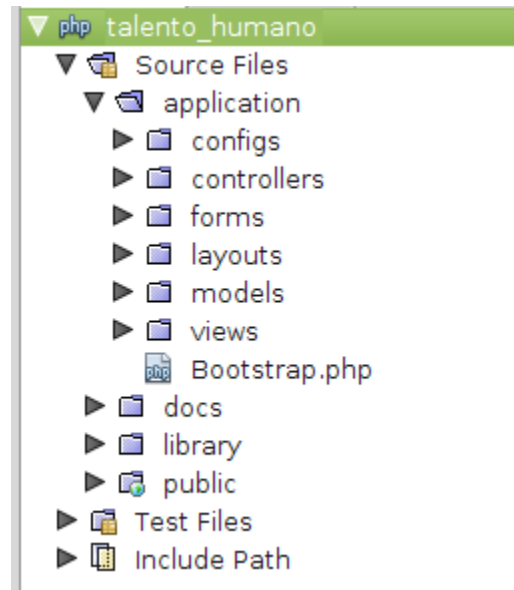 php talento_humano
Source Files
application
configs
controllers
forms
layouts
models
views
php Bootstrap.php
docs
library
public
Test Files
Include Path